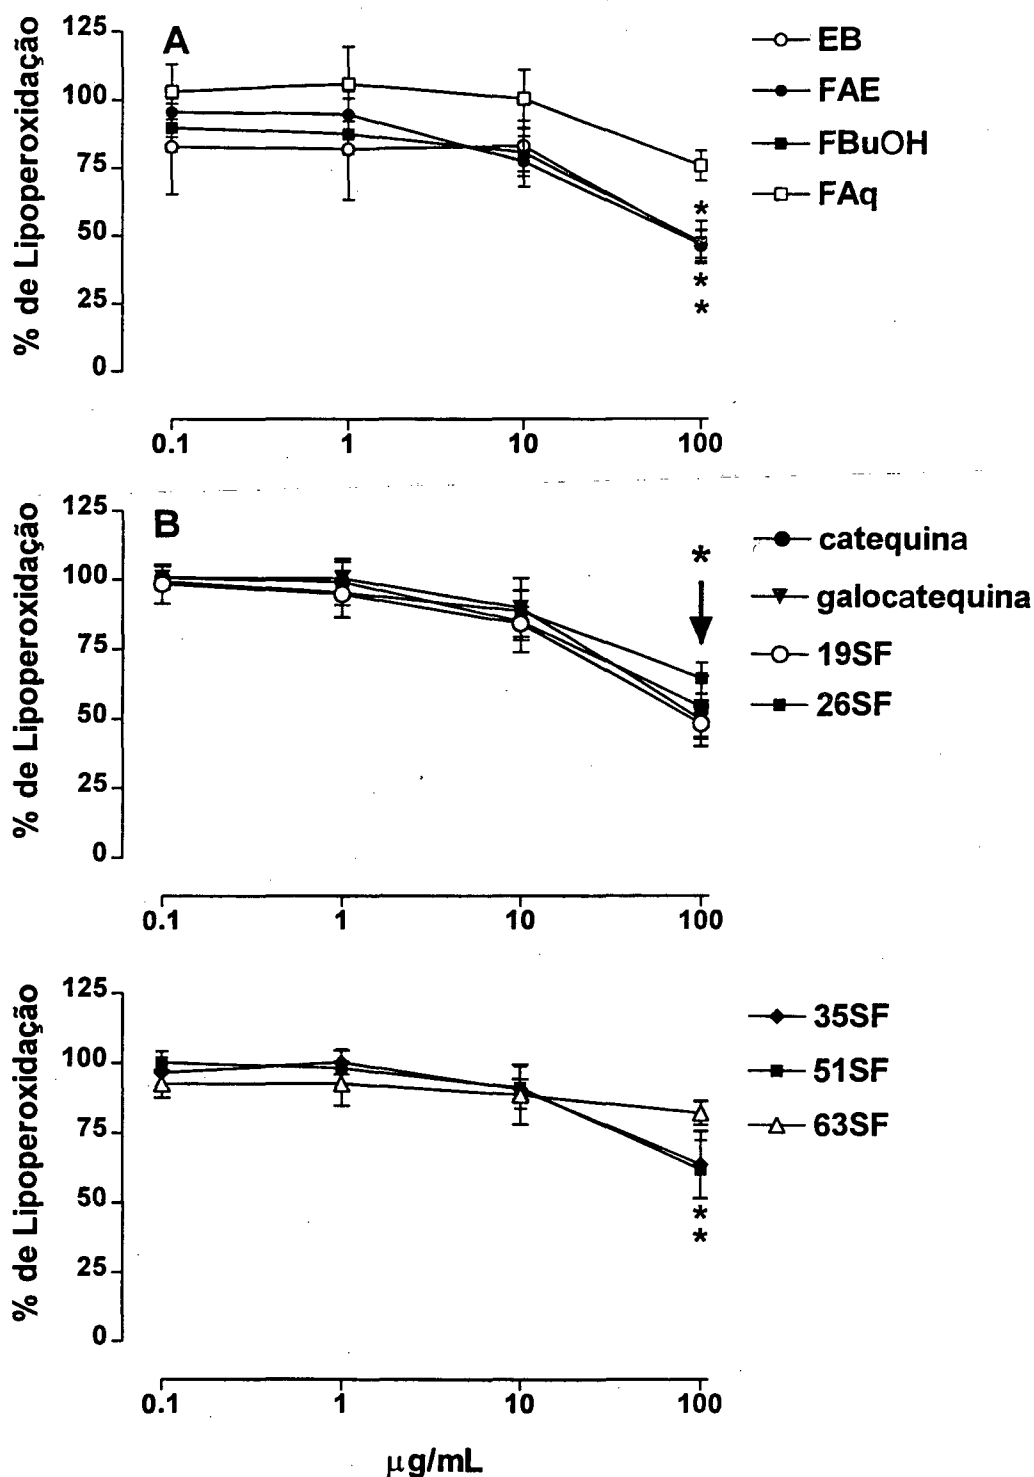 A
% de Lipoperoxidação
125
100
75
50
25
0
0.1 1 10 100
EB
FAE
FBuOH
FAq
*
*
*
B
% de Lipoperoxidação
125
100
75
50
25
0
0.1 1 10 100
*
catequina
galocatequina
19SF
26SF
% de Lipoperoxidação
125
100
75
50
25
0
0.1 1 10 100
35SF
51SF
63SF
*
*
µg/mL